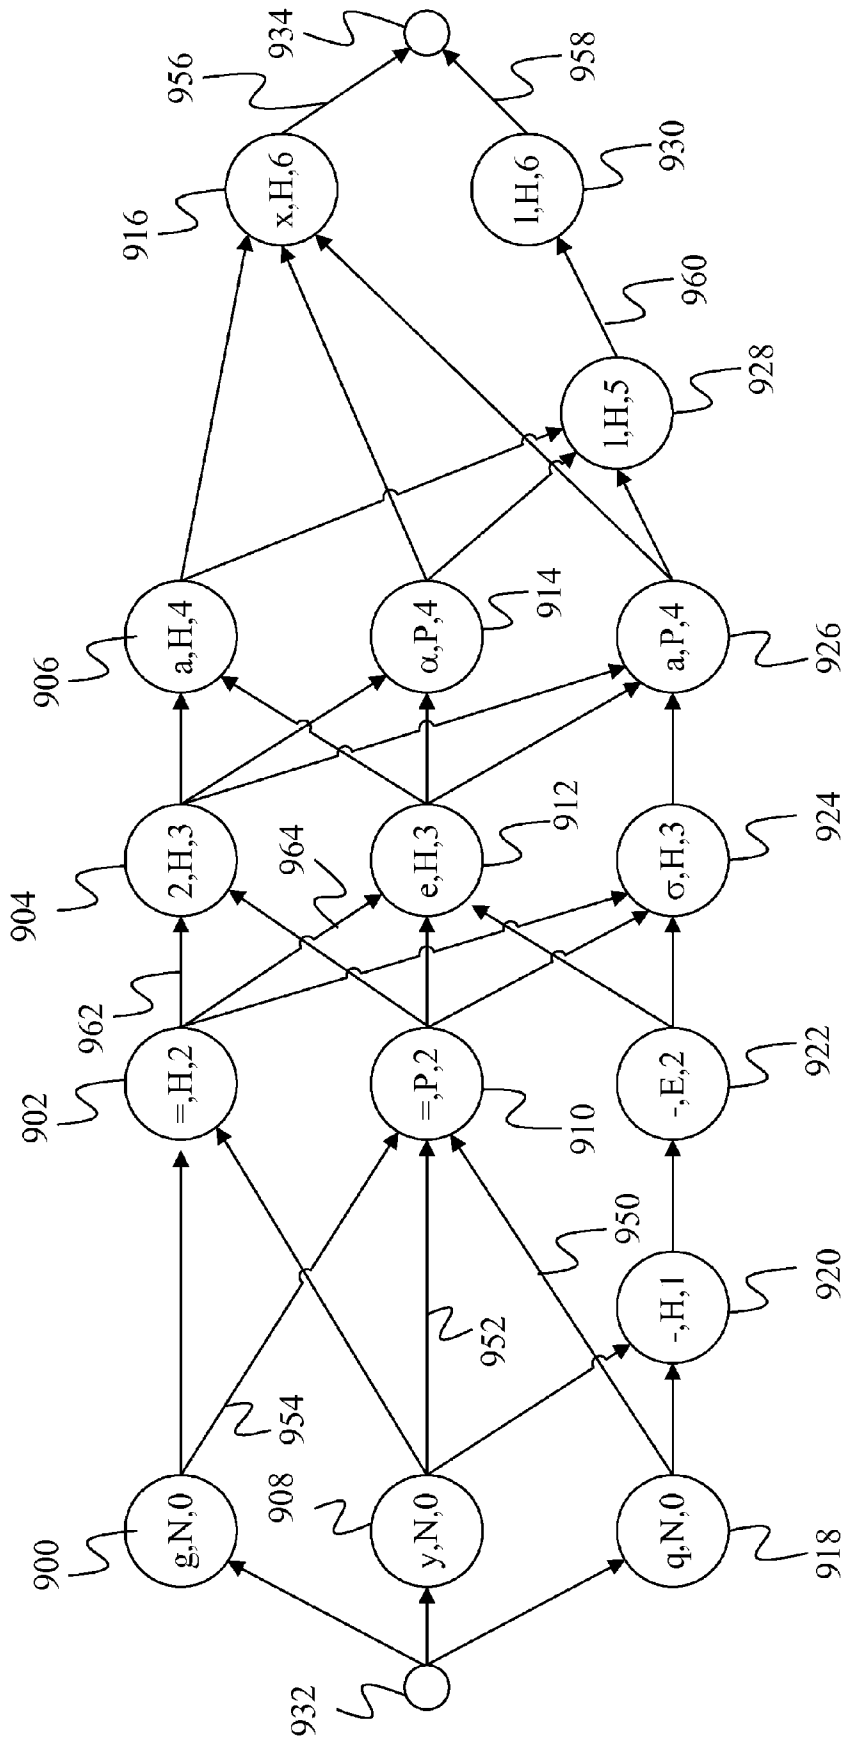 900
902
904
906
962
916
956
g,N,0
=,H,2
2,H,3
a,H,4
954
908
964
x,H,6
932
934
y,N,0
=,P,2
e,H,3
α,P,4
952
910
912
914
l,H,6
958
950
l,H,5
930
960
q,N,0
-,H,1
-,E,2
σ,H,3
a,P,4
928
918
920
922
924
926